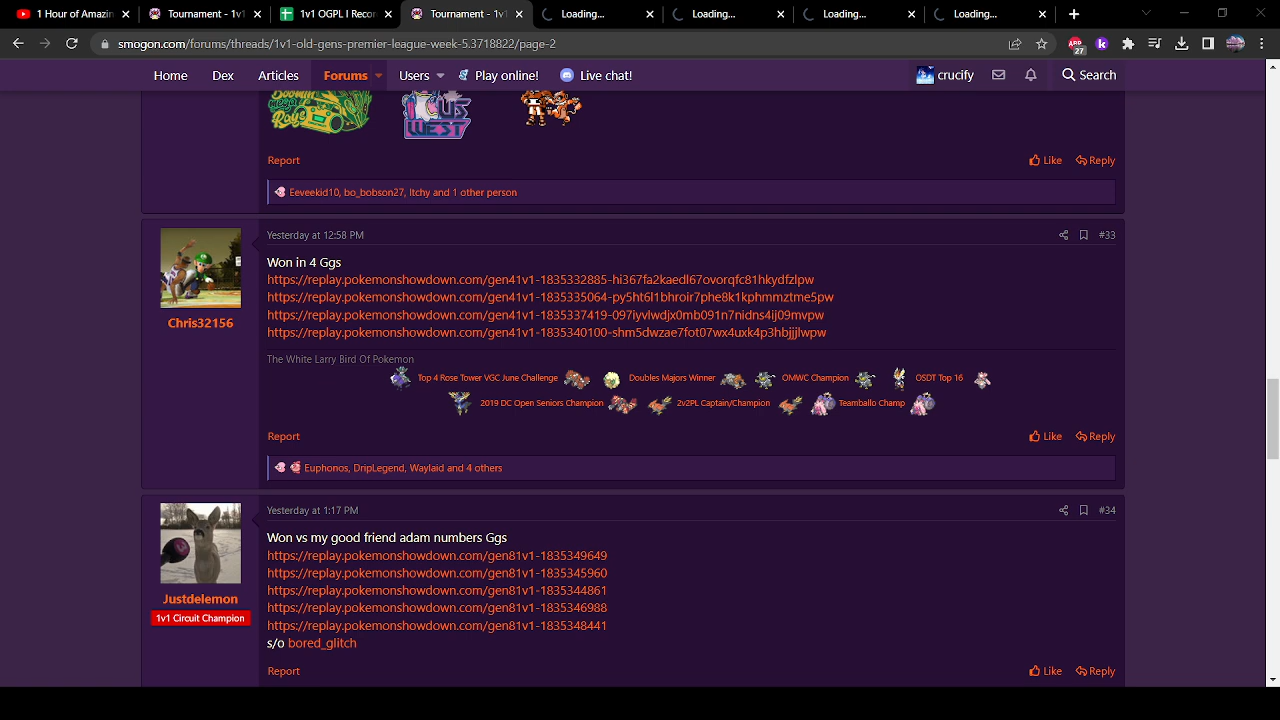 1 Hour of Amazin
Tournament - 1v1
1v1 OGPL I Recor
Tournament - 1v1
Loading...
Loading...
Loading...
Loading...
smogon.com/forums/threads/1v1-old-gens-premier-league-week-5.3718822/page-2
ABP
27
k
Home
Dex
Articles
Forums
Users
Play online!
Live chat!
crucify
Search
BOOMIN'
mega
Rays
US
WEST
Report
Like
Reply
Eeveekid10, bo_bobson27, Itchy and 1 other person
Yesterday at 12:58 PM
#33
Chris32156
Won in 4 Ggs
https://replay.pokemonshowdown.com/gen41v1-1835332885-hi367fa2kaedl67ovorqfc81hkydfzlpw
https://replay.pokemonshowdown.com/gen41v1-1835335064-py5ht6l1bhroir7phe8k1kphmmztme5pw
https://replay.pokemonshowdown.com/gen41v1-1835337419-097iyvlwdjx0mb091n7nidns4ij09mvpw
https://replay.pokemonshowdown.com/gen41v1-1835340100-shm5dwzae7fot07wx4uxk4p3hbjjjlwpw
The White Larry Bird Of Pokemon
Top 4 Rose Tower VGC June Challenge
Doubles Majors Winner
OMWC Champion
OSDT Top 16
2019 DC Open Seniors Champion
2v2PL Captain/Champion
Teamballo Champ
Report
Like
Reply
Euphonos, DripLegend, Waylaid and 4 others
Yesterday at 1:17 PM
#34
Justdelemon
1v1 Circuit Champion
Won vs my good friend adam numbers Ggs
https://replay.pokemonshowdown.com/gen81v1-1835349649
https://replay.pokemonshowdown.com/gen81v1-1835345960
https://replay.pokemonshowdown.com/gen81v1-1835344861
https://replay.pokemonshowdown.com/gen81v1-1835346988
https://replay.pokemonshowdown.com/gen81v1-1835348441
s/o bored_glitch
Report
Like
Reply